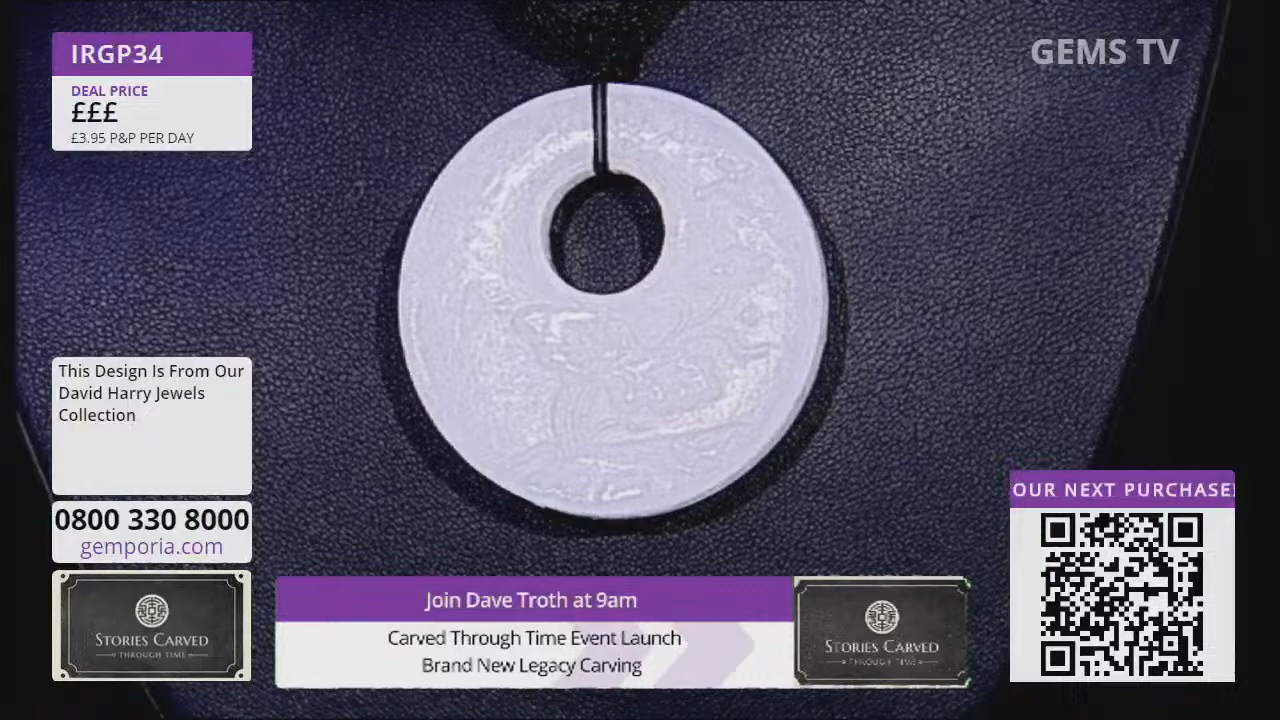 IRGP34
DEAL PRICE
£££
£3.95 P&P PER DAY
GEMS TV
This Design Is From Our
David Harry Jewels
Collection
0800 330 8000
gemporia.com
STORIES CARVED
THROUGH TIME
Join Dave Troth at 9am
Carved Through Time Event Launch
Brand New Legacy Carving
STORIES CARVED
THROUGH TIME
OUR NEXT PURCHASE